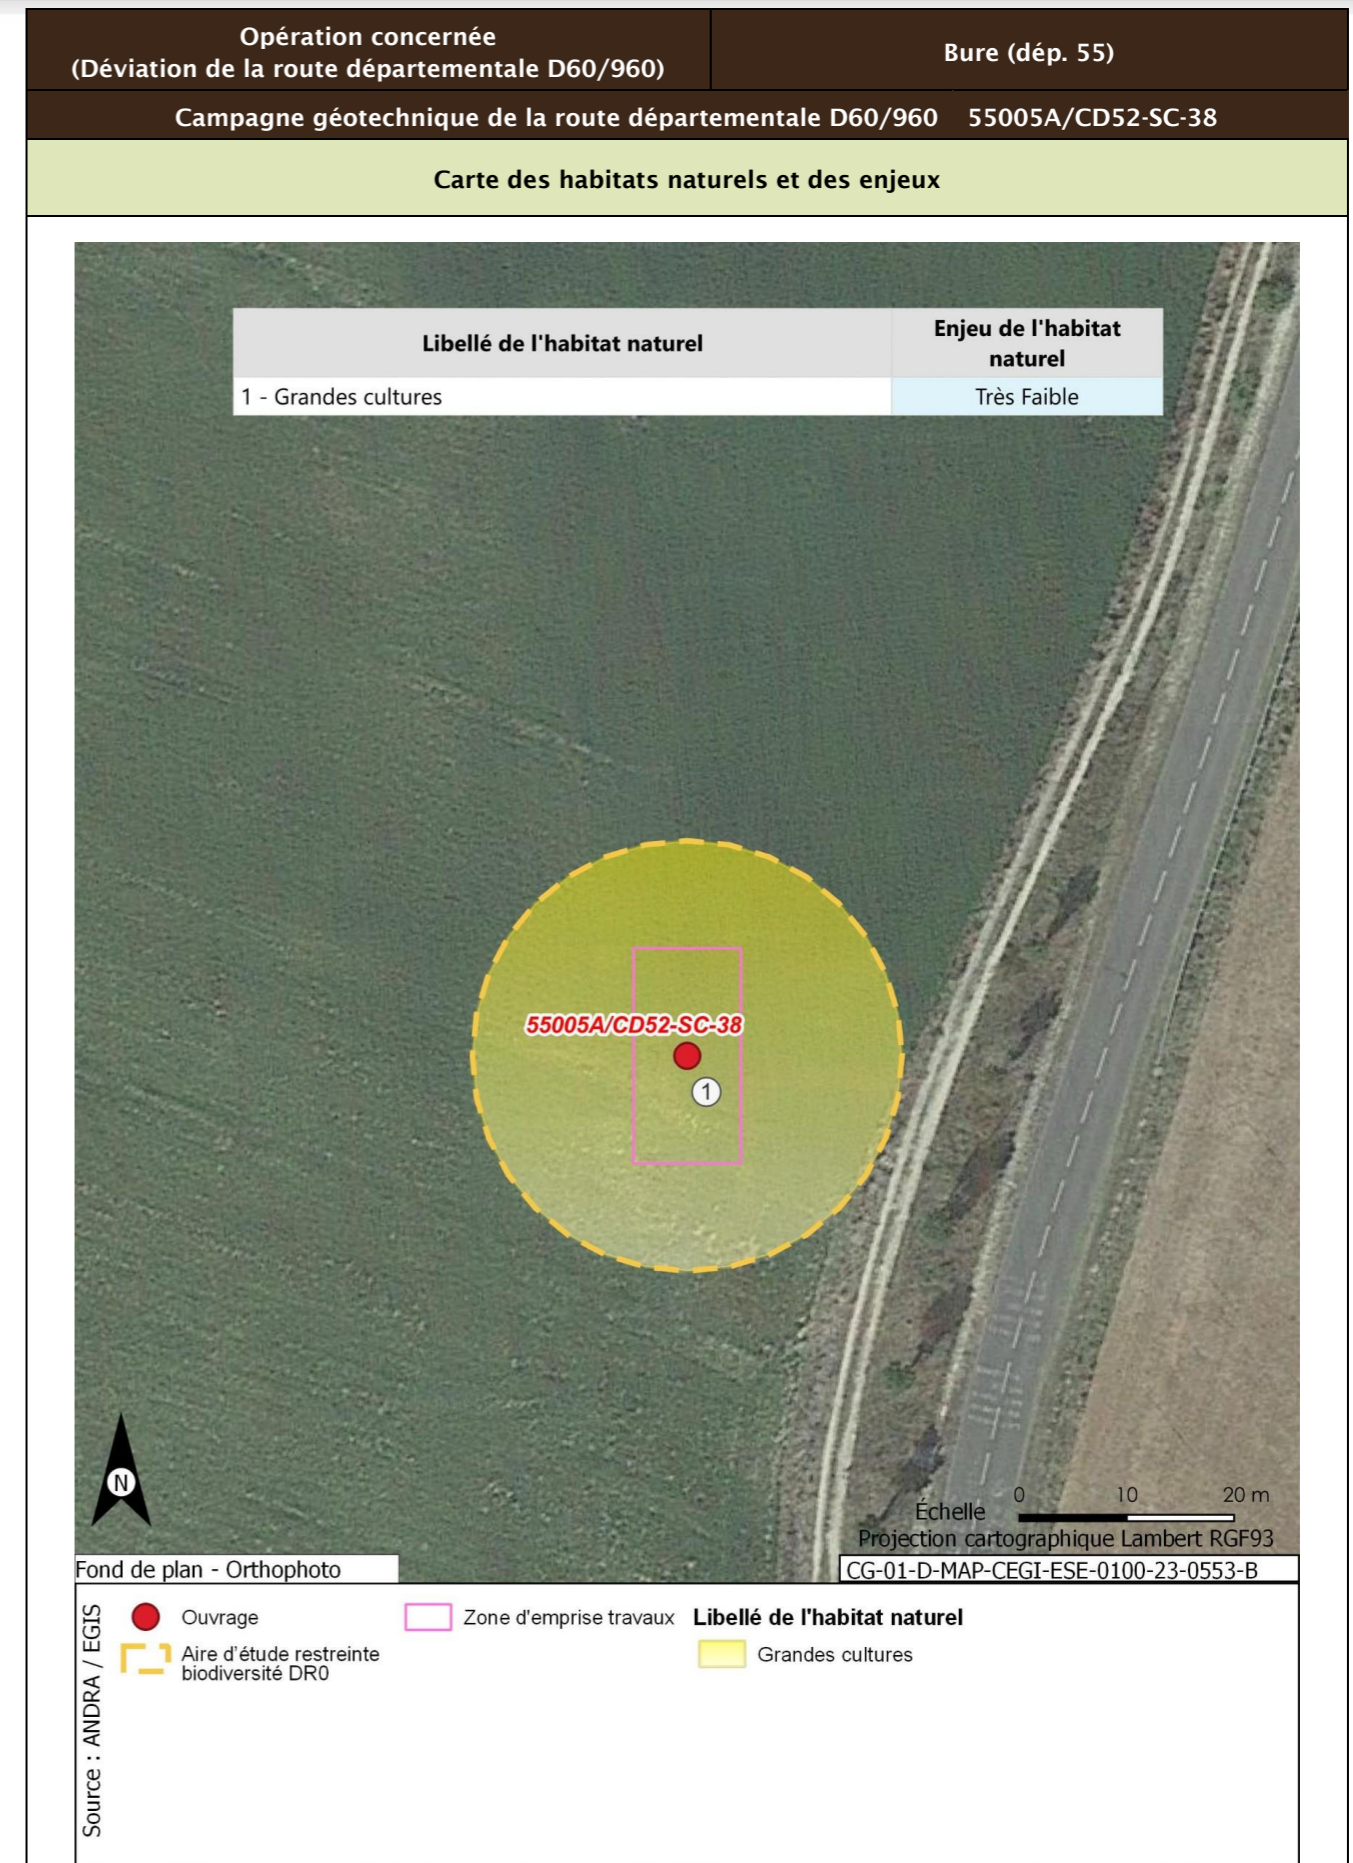 Opération concernée
(Déviation de la route départementale D60/960)
Bure (dép. 55)
Campagne géotechnique de la route départementale D60/960 55005A/CD52-SC-38
Carte des habitats naturels et des enjeux
Libellé de l'habitat naturel
Enjeu de l'habitat
naturel
1 - Grandes cultures
Très Faible
55005A/CD52-SC-38
1
N
Échelle
0 10 20 m
Projection cartographique Lambert RGF93
Fond de plan - Orthophoto
CG-01-D-MAP-CEGI-ESE-0100-23-0553-B
Source : ANDRA / EGIS
Ouvrage
Aire d'étude restreinte
biodiversité DR0
Zone d'emprise travaux
Libellé de l'habitat naturel
Grandes cultures